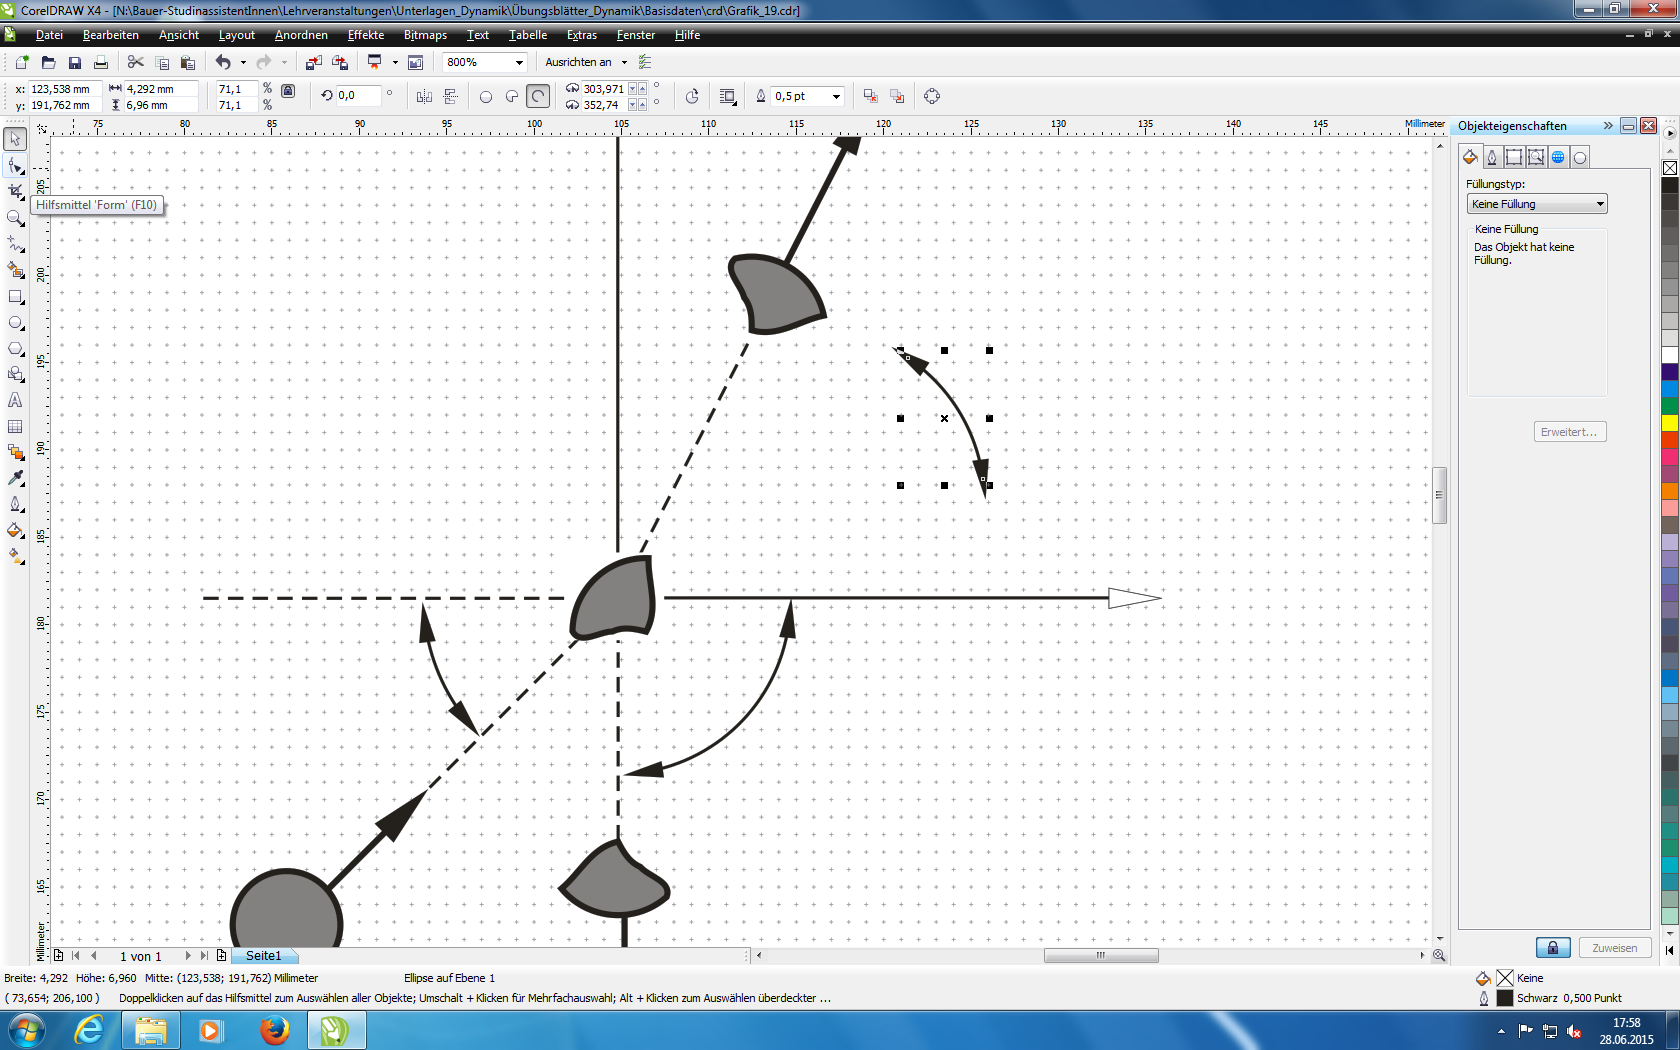 CorelDRAW X4 - [N:\Bauer-StudinassistentInnen\Lehrveranstaltungen\Unterlagen_Dynamik\Übungsblätter_Dynamik\Basisdaten\crd\Grafik_19.cdr]
Datei Bearbeiten Ansicht Layout Anordnen Effekte Bitmaps Text Tabelle Extras Fenster Hilfe
800% Ausrichten an
x: 123,538 mm 4,292 mm 71,1 % 0,0 ° 303,971 ° 0,5 pt
y: 191,762 mm 6,96 mm 71,1 % 352,74 °
75 80 85 90 95 100 105 110 115 120 125 130 135 140 145 Millimeter
205
200
195
190
185
180
175
170
165
Millimeter
Hilfsmittel 'Form' (F10)
Objekteigenschaften
Füllungstyp:
Keine Füllung
Keine Füllung
Das Objekt hat keine
Füllung.
Erweitert...
Zuweisen
1 von 1 Seite1
Breite: 4,292 Höhe: 6,960 Mitte: (123,538; 191,762) Millimeter Ellipse auf Ebene 1 Keine
( 73,654; 206,100 ) Doppelklicken auf das Hilfsmittel zum Auswählen aller Objekte; Umschalt +Klicken für Mehrfachauswahl; Alt +Klicken zum Auswählen überdeckter ... Schwarz 0,500 Punkt
17:58
28.06.2015